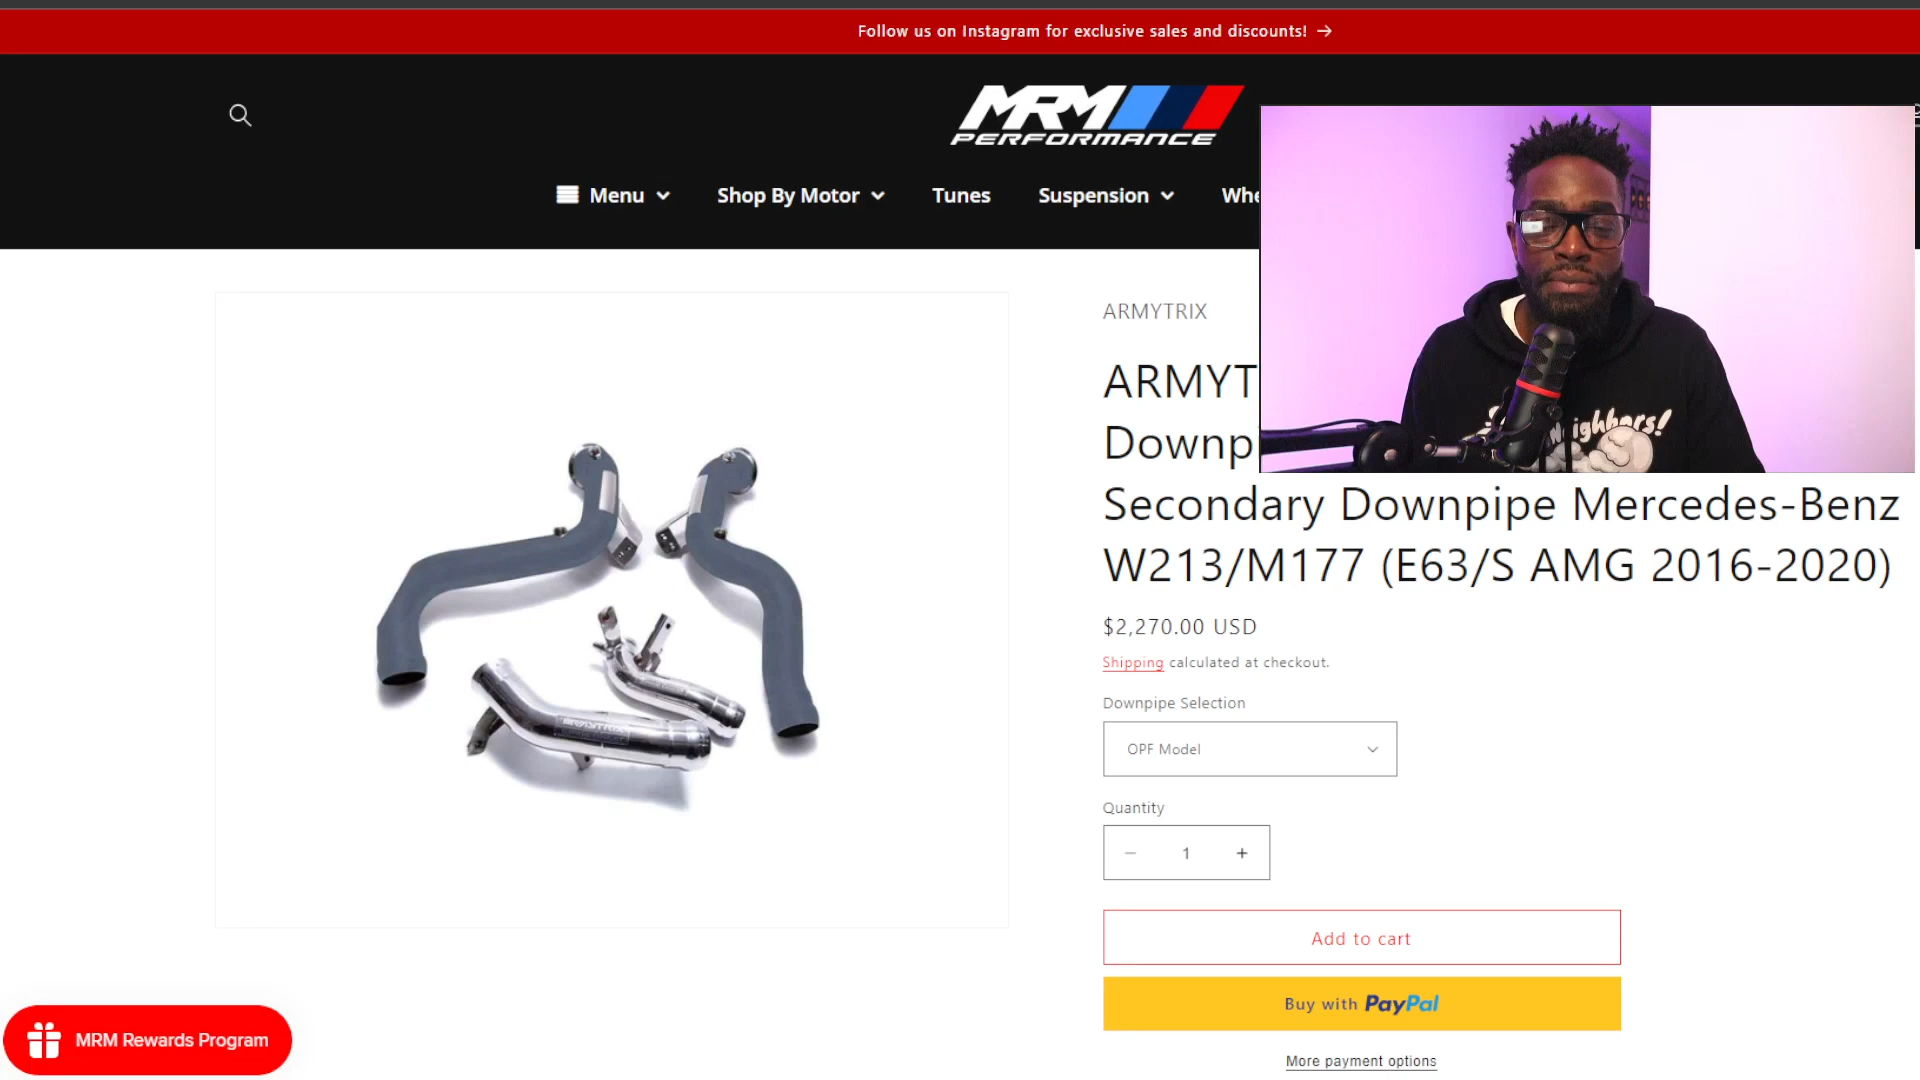 Follow us on Instagram for exclusive sales and discounts! →
MRM
PERFORMANCE
Menu
Shop By Motor
Tunes
Suspension
Whe
ARMYTRIX
ARMYT
Downp
Secondary Downpipe Mercedes-Benz
W213/M177 (E63/S AMG 2016-2020)
$2,270.00 USD
Shipping calculated at checkout.
Downpipe Selection
OPF Model
Quantity
− 1 +
Add to cart
Buy with PayPal
More payment options
MRM Rewards Program